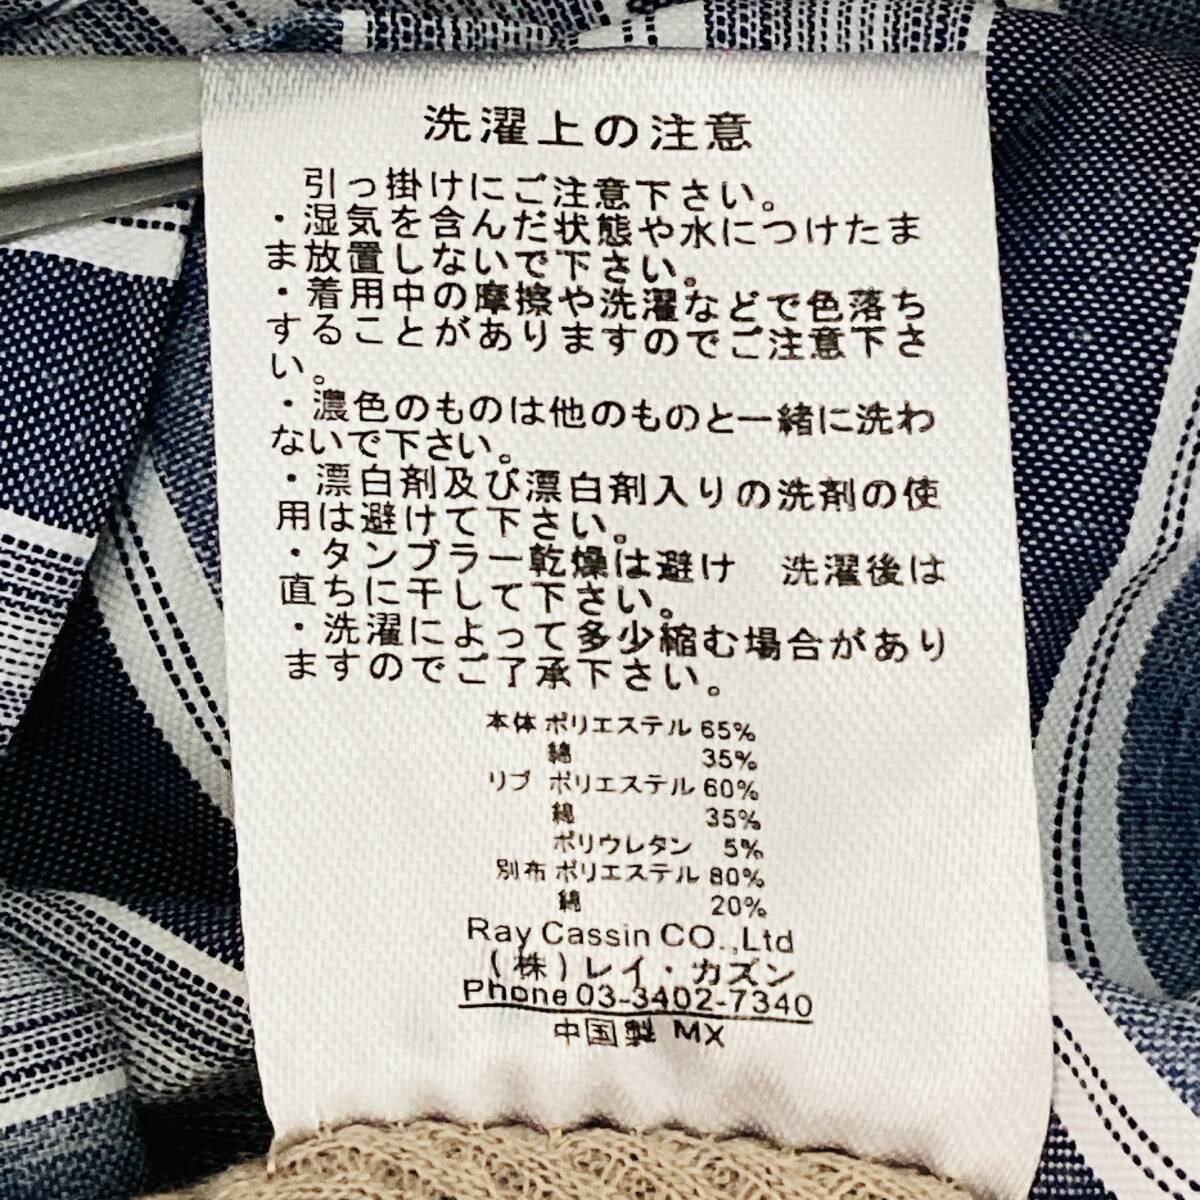 洗濯上の注意
引っ掛けにご注意下さい。
・湿気を含んだ状態や水につけたま
ま放置しないで下さい。
・着用中の摩擦や洗濯などで色落ち
することがありますのでご注意下さ
い。
・濃色のものは他のものと一緒に洗わ
ないで下さい。
・漂白剤及び漂白剤入りの洗剤の使
用は避けて下さい。
・タンブラー乾燥は避け 洗濯後は
直ちに干して下さい。
・洗濯によって多少縮む場合があり
ますのでご了承下さい。
本体 ポリエステル 65%
綿 35%
リブ ポリエステル 60%
綿 35%
ポリウレタン 5%
別布 ポリエステル 80%
綿 20%
Ray Cassin CO.,Ltd
(株)レイ・カズン
Phone 03-3402-7340
中国製 MX